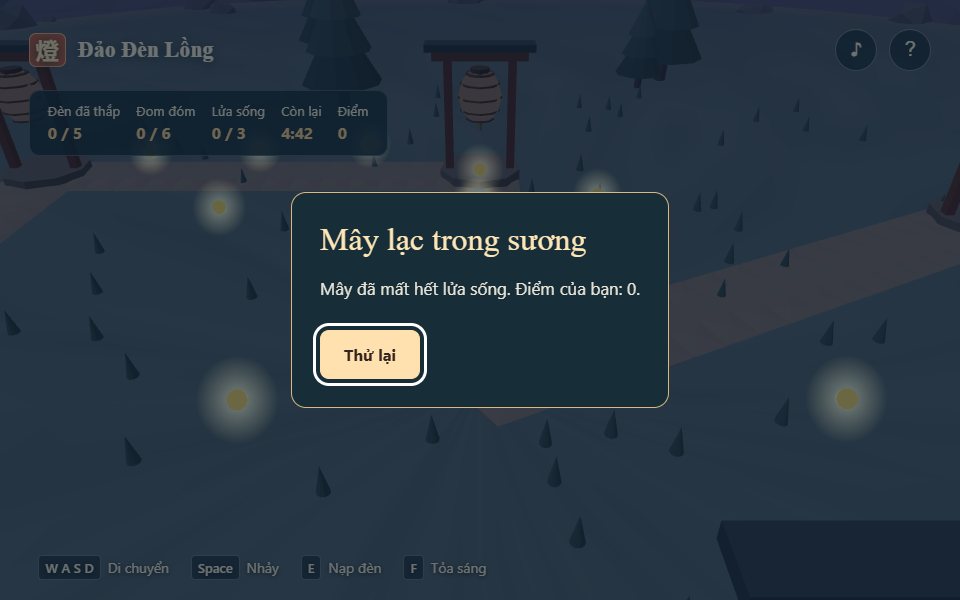 燈 Đảo Đèn Lồng
♪ ?
Đèn đã thắp Đom đóm Lửa sống Còn lại Điểm
0 / 5 0 / 6 0 / 3 4:42 0
Mây lạc trong sương
Mây đã mất hết lửa sống. Điểm của bạn: 0.
Thử lại
W A S D Di chuyển Space Nhảy E Nạp đèn F Tỏa sáng